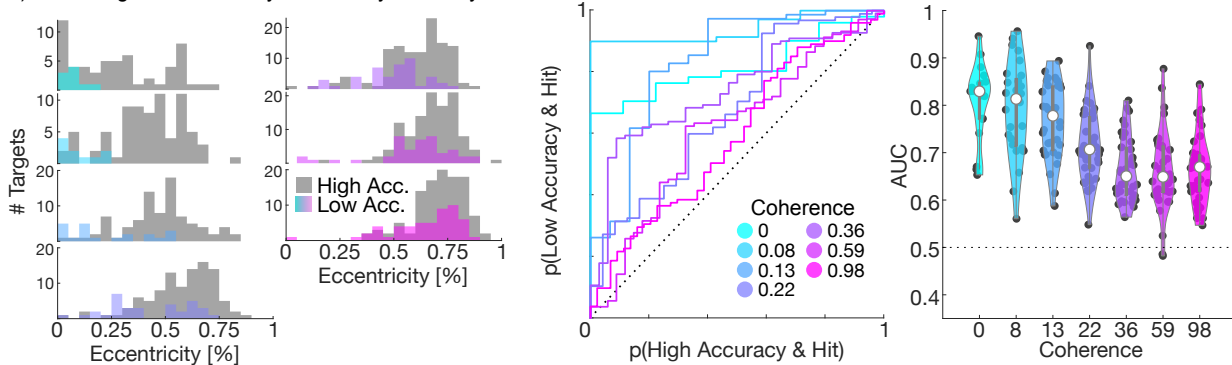 # Targets
10
5
10
5
20
10
20
10
0 0.25 0.5 0.75 1
Eccentricity [%]
20
10
20
10
20
10
High Acc.
Low Acc.
0 0.25 0.5 0.75 1
Eccentricity [%]
p(Low Accuracy & Hit)
1
0
1
p(High Accuracy & Hit)
Coherence
0
0.08
0.13
0.22
0.36
0.59
0.98
AUC
1
0.9
0.8
0.7
0.6
0.5
0.4
0 8 13 22 36 59 98
Coherence